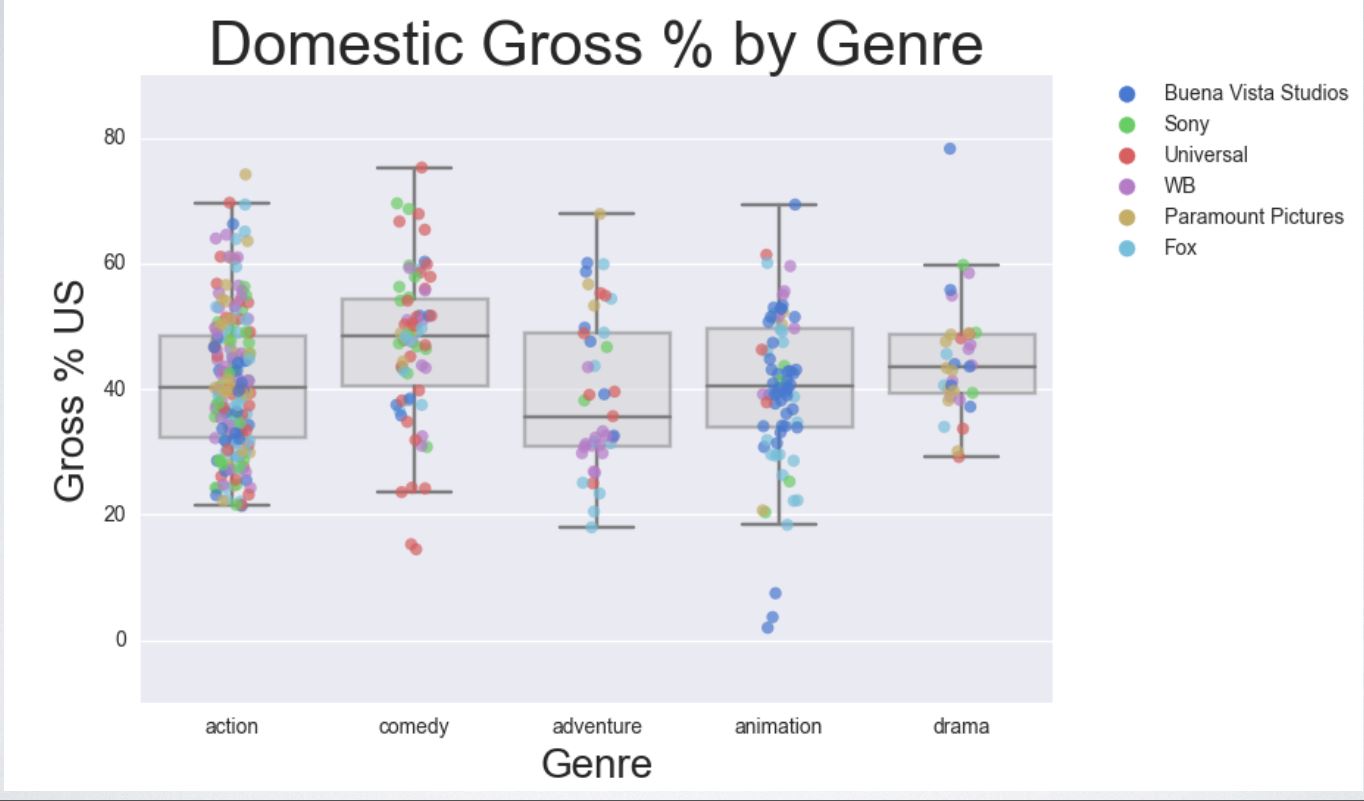 Domestic Gross % by Genre
Buena Vista Studios
Sony
Universal
WB
Paramount Pictures
Fox
Gross % US
80
60
40
20
0
action comedy adventure animation drama
Genre